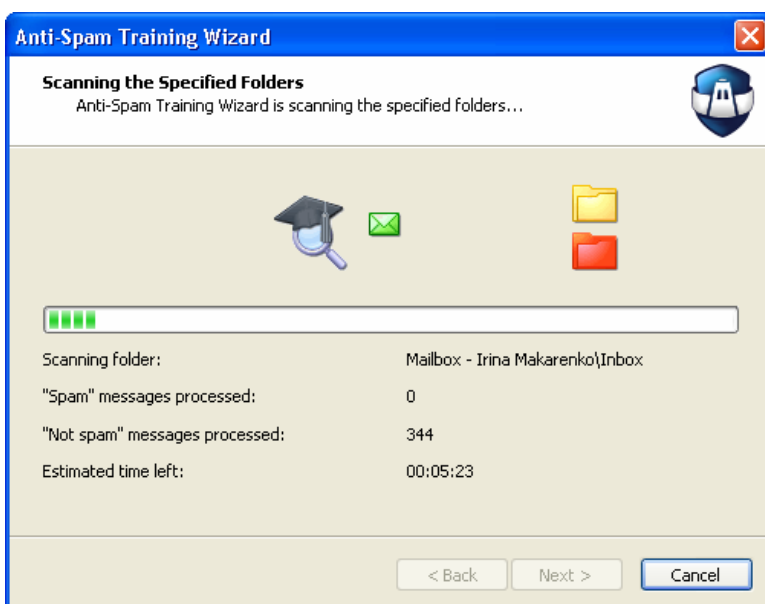 Anti-Spam Training Wizard
Scanning the Specified Folders
Anti-Spam Training Wizard is scanning the specified folders...
Scanning folder: Mailbox - Irina Makarenko\Inbox
"Spam" messages processed: 0
"Not spam" messages processed: 344
Estimated time left: 00:05:23
< Back Next > Cancel